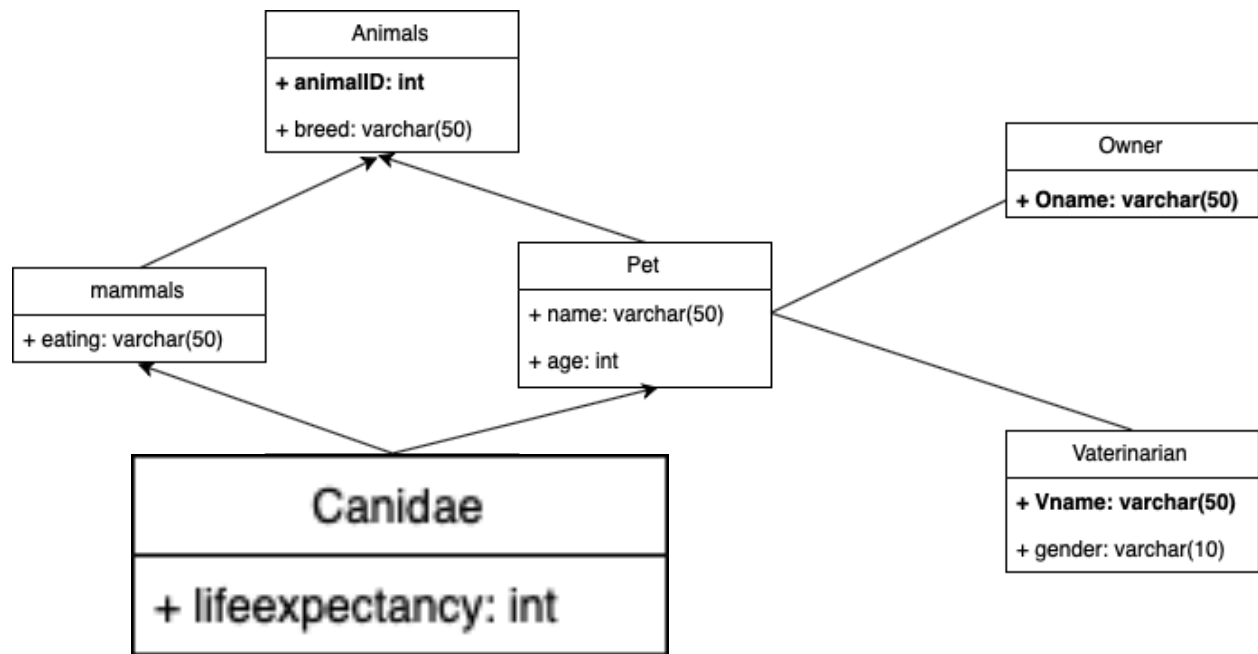 Animals
+ animalID: int
+ breed: varchar(50)
Owner
+ Oname: varchar(50)
mammals
+ eating: varchar(50)
Pet
+ name: varchar(50)
+ age: int
Vaterinarian
+ Vname: varchar(50)
+ gender: varchar(10)
Canidae
+ lifeexpectancy: int